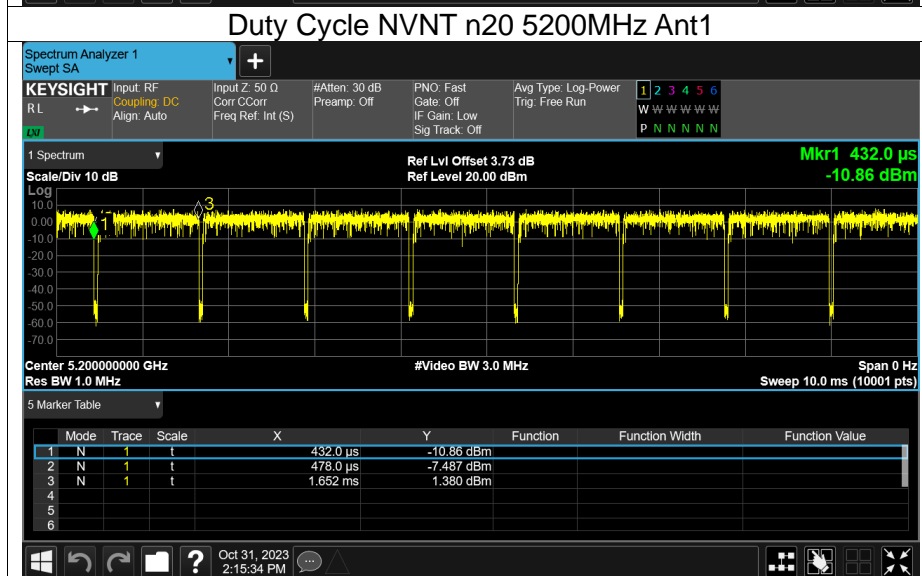 Duty Cycle NVNT n20 5200MHz Ant1
Spectrum Analyzer 1
Swept SA
+
KEYSIGHT
RL
LXI
Input: RF
Coupling: DC
Align: Auto
Input Z: 50 Ω
Corr CCorr
Freq Ref: Int (S)
#Atten: 30 dB
Preamp: Off
PNO: Fast
Gate: Off
IF Gain: Low
Sig Track: Off
Avg Type: Log-Power
Trig: Free Run
1 2 3 4 5 6
W W W W W W
P N N N N N
1 Spectrum
Scale/Div 10 dB
Ref Lvl Offset 3.73 dB
Ref Level 20.00 dBm
Mkr1 432.0 µs
-10.86 dBm
Log
10.0
0.00
-10.0
-20.0
-30.0
-40.0
-50.0
-60.0
-70.0
1
3
Center 5.200000000 GHz
Res BW 1.0 MHz
#Video BW 3.0 MHz
Span 0 Hz
Sweep 10.0 ms (10001 pts)
5 Marker Table
Mode Trace Scale X Y Function Function Width Function Value
1 N 1 t 432.0 µs -10.86 dBm
2 N 1 t 478.0 µs -7.487 dBm
3 N 1 t 1.652 ms 1.380 dBm
4
5
6
?
Oct 31, 2023
2:15:34 PM